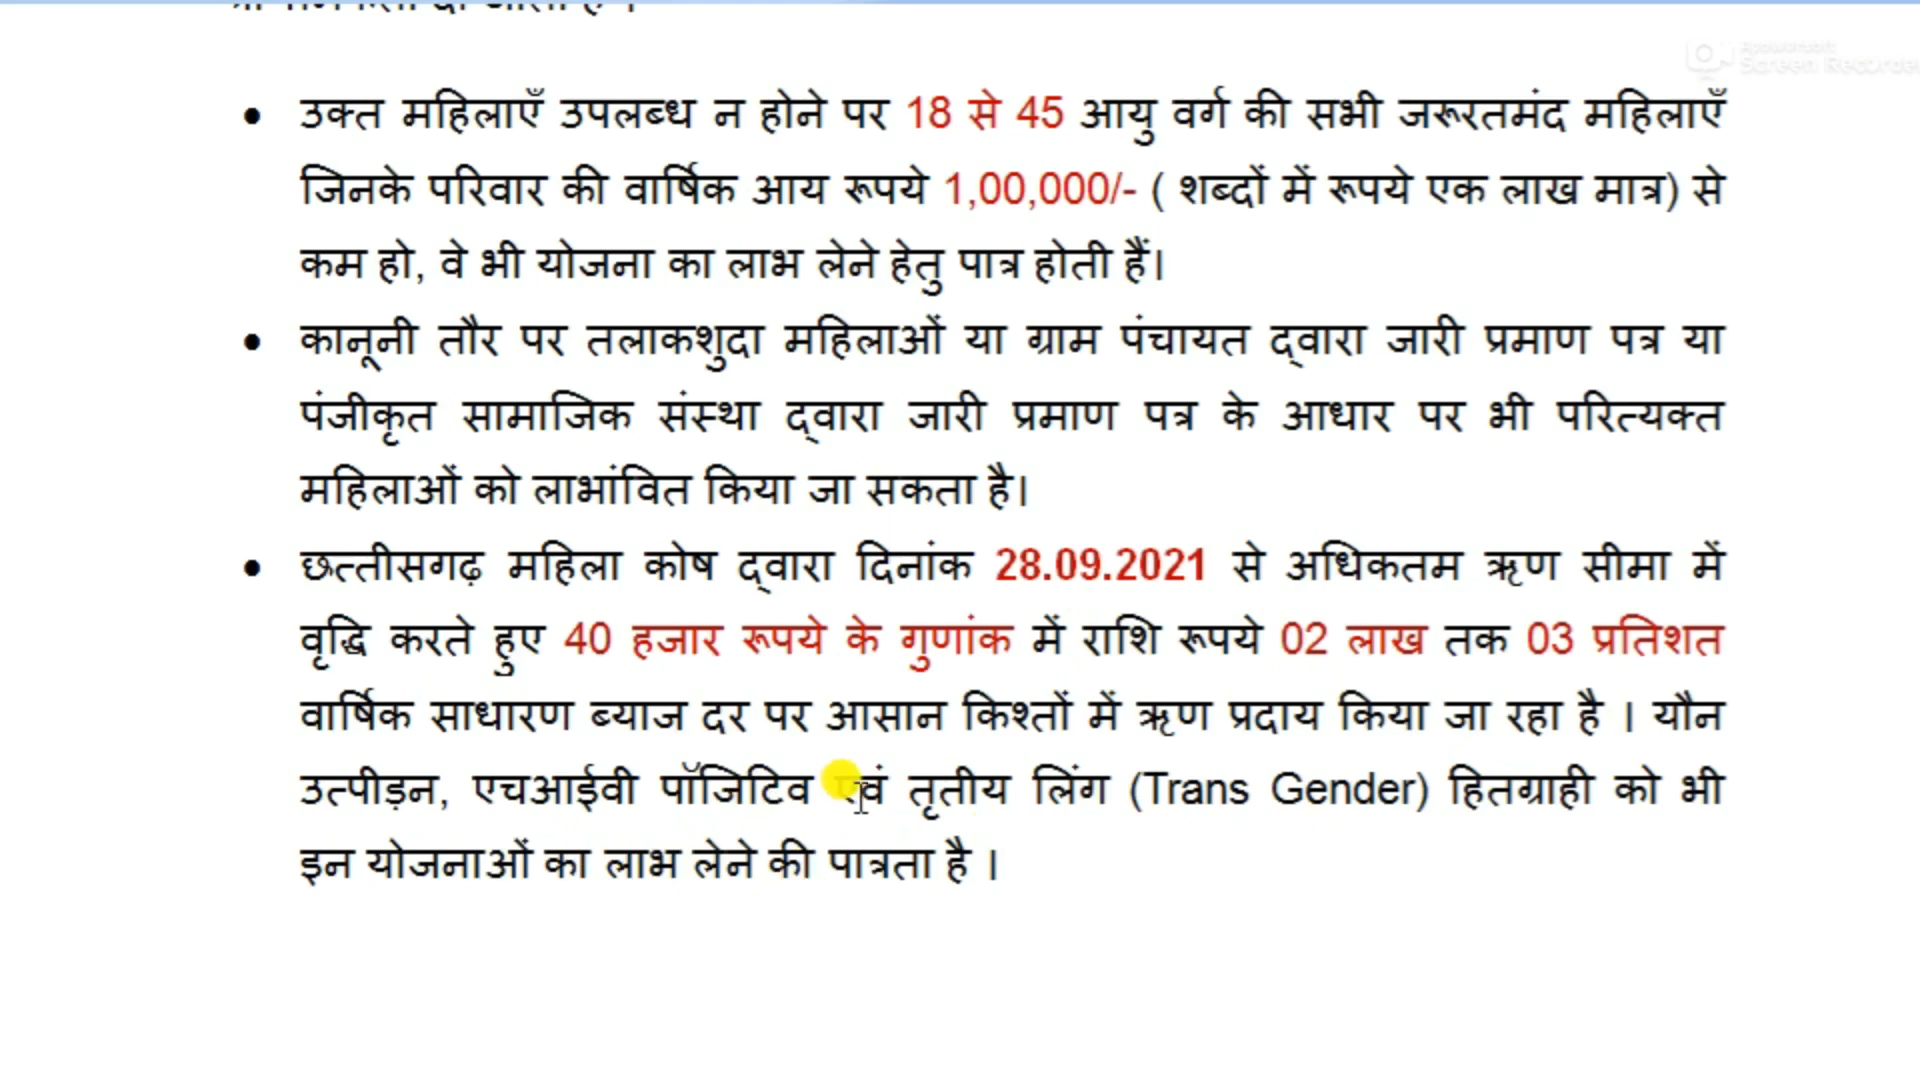 Apowersoft
Screen Recorder
• उक्त महिलाएँ उपलब्ध न होने पर 18 से 45 आयु वर्ग की सभी जरूरतमंद महिलाएँ
जिनके परिवार की वार्षिक आय रूपये 1,00,000/- ( शब्दों में रूपये एक लाख मात्र) से
कम हो, वे भी योजना का लाभ लेने हेतु पात्र होती हैं।
• कानूनी तौर पर तलाकशुदा महिलाओं या ग्राम पंचायत द्वारा जारी प्रमाण पत्र या
पंजीकृत सामाजिक संस्था द्वारा जारी प्रमाण पत्र के आधार पर भी परित्यक्त
महिलाओं को लाभांवित किया जा सकता है।
• छत्तीसगढ़ महिला कोष द्वारा दिनांक 28.09.2021 से अधिकतम ऋण सीमा में
वृद्धि करते हुए 40 हजार रूपये के गुणांक में राशि रूपये 02 लाख तक 03 प्रतिशत
वार्षिक साधारण ब्याज दर पर आसान किश्तों में ऋण प्रदाय किया जा रहा है । यौन
उत्पीड़न, एचआईवी पॉजिटिव एवं तृतीय लिंग (Trans Gender) हितग्राही को भी
इन योजनाओं का लाभ लेने की पात्रता है ।